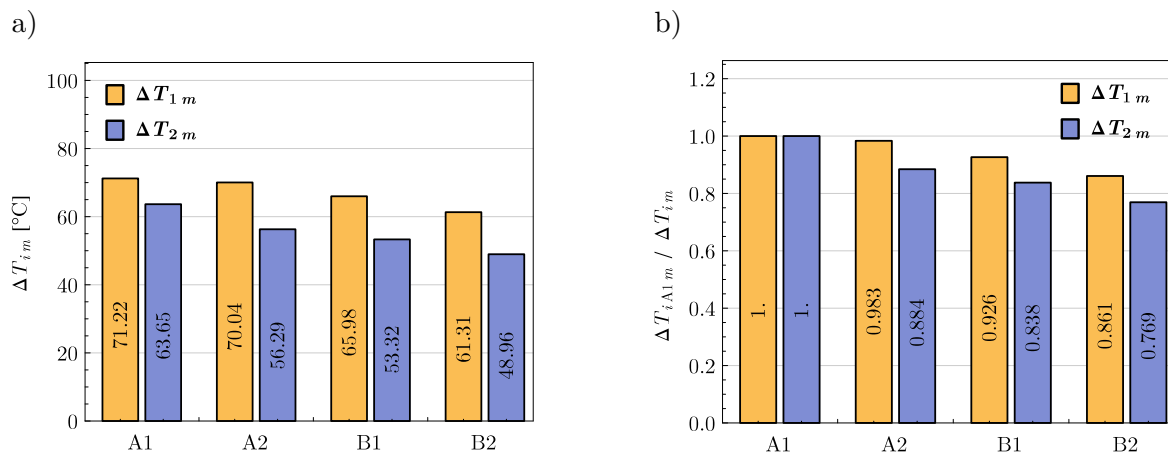 a)
100
80
60
40
20
0
ΔT_{i m} [°C]
ΔT_{1 m}
ΔT_{2 m}
71.22
63.65
70.04
56.29
65.98
53.32
61.31
48.96
A1 A2 B1 B2
b)
1.2
1.0
0.8
0.6
0.4
0.2
0.0
ΔT_{i A1 m} / ΔT_{i m}
ΔT_{1 m}
ΔT_{2 m}
1.
1.
0.983
0.884
0.926
0.838
0.861
0.769
A1 A2 B1 B2